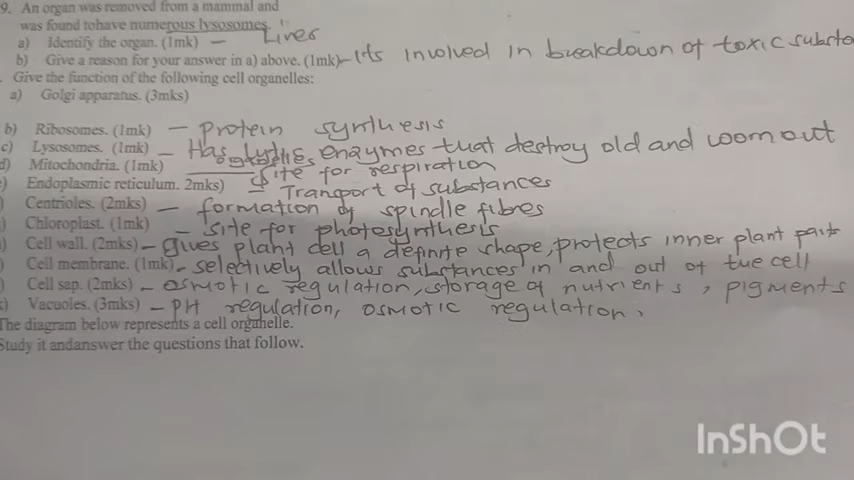 9. An organ was removed from a mammal and
was found tohave numerous lysosomes.
a) Identify the organ. (1mk) – Liver
b) Give a reason for your answer in a) above. (1mk) – Its involved in breakdown of toxic substa
. Give the function of the following cell organelles:
a) Golgi apparatus. (3mks)
b) Ribosomes. (1mk) – protein synthesis
c) Lysosomes. (1mk) – Has lytic enzymes that destroy old and woom out
organelles
d) Mitochondria. (1mk) – site for respiration
) Endoplasmic reticulum. 2mks) – Transport of substances
) Centrioles. (2mks) – formation of spindle fibres
) Chloroplast. (1mk) – site for photosynthesis
) Cell wall. (2mks) – gives plant cell a definite shape, protects inner plant parts
) Cell membrane. (1mk) – selectively allows substances in and out of the cell
) Cell sap. (2mks) – osmotic regulation, storage of nutrients, pigments
) Vacuoles. (3mks) – PH regulation, osmotic regulation.
The diagram below represents a cell organelle.
Study it andanswer the questions that follow.
InShOt